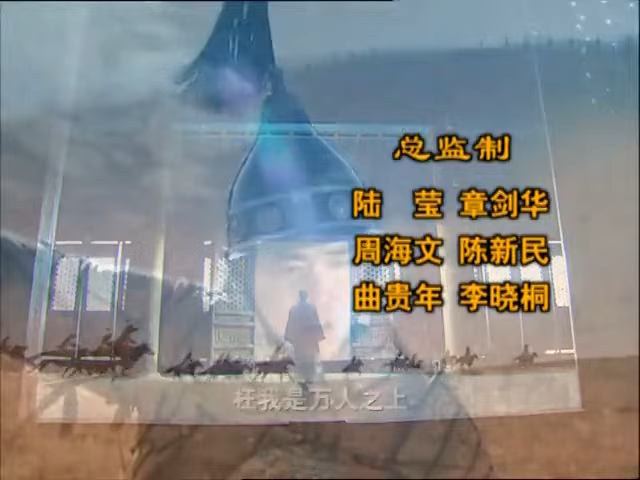 总监制
陆 莹 章剑华
周海文 陈新民
曲贵年 李晓桐
枉我是万人之上